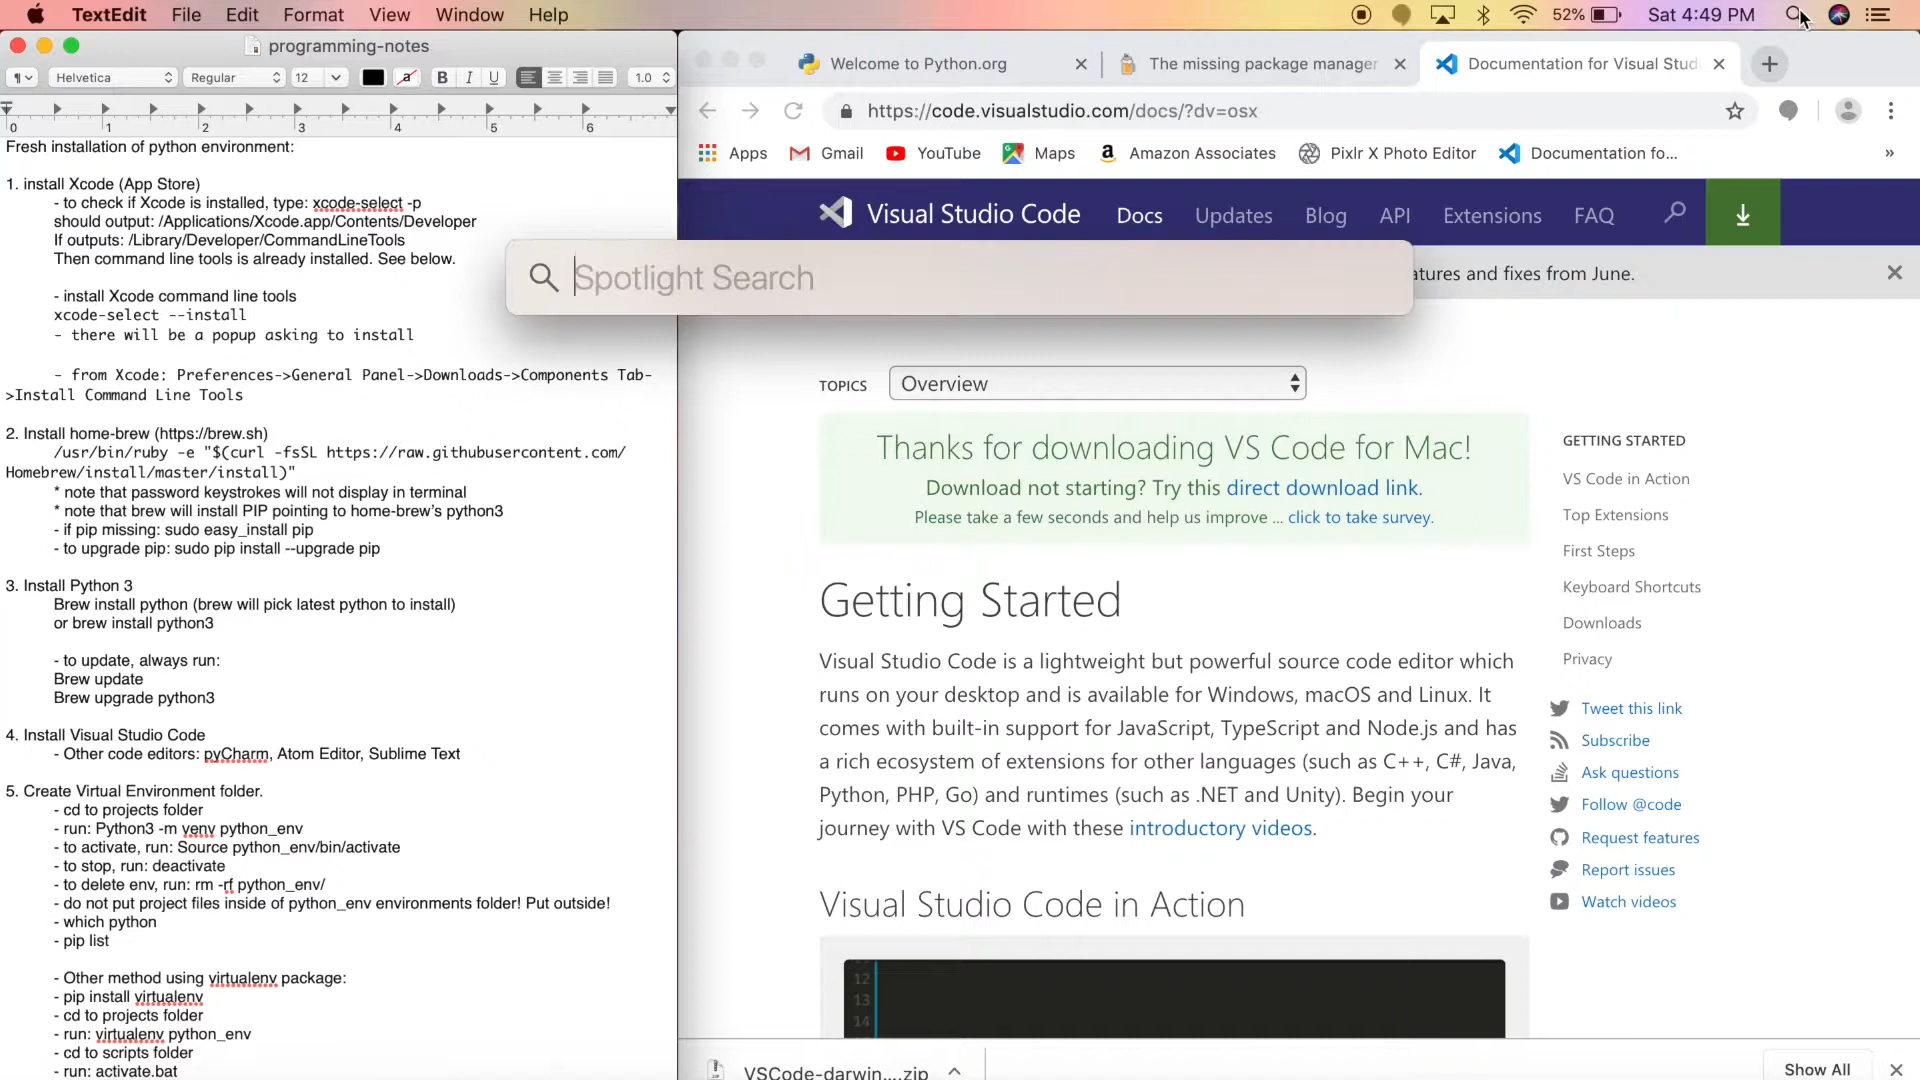 TextEdit File Edit Format View Window Help 52% Sat 4:49 PM
programming-notes
Helvetica Regular 12 a B I U 1.0
0 1 2 3 4 5 6
Fresh installation of python environment:
1. install Xcode (App Store)
- to check if Xcode is installed, type: xcode-select -p
should output: /Applications/Xcode.app/Contents/Developer
If outputs: /Library/Developer/CommandLineTools
Then command line tools is already installed. See below.
- install Xcode command line tools
xcode-select --install
- there will be a popup asking to install
- from Xcode: Preferences->General Panel->Downloads->Components Tab-
>Install Command Line Tools
2. Install home-brew (https://brew.sh)
/usr/bin/ruby -e "$(curl -fsSL https://raw.githubusercontent.com/
Homebrew/install/master/install)"
* note that password keystrokes will not display in terminal
* note that brew will install PIP pointing to home-brew's python3
- if pip missing: sudo easy_install pip
- to upgrade pip: sudo pip install --upgrade pip
3. Install Python 3
Brew install python (brew will pick latest python to install)
or brew install python3
- to update, always run:
Brew update
Brew upgrade python3
4. Install Visual Studio Code
- Other code editors: pyCharm, Atom Editor, Sublime Text
5. Create Virtual Environment folder.
- cd to projects folder
- run: Python3 -m venv python_env
- to activate, run: Source python_env/bin/activate
- to stop, run: deactivate
- to delete env, run: rm -rf python_env/
- do not put project files inside of python_env environments folder! Put outside!
- which python
- pip list
- Other method using virtualenv package:
- pip install virtualenv
- cd to projects folder
- run: virtualenv python_env
- cd to scripts folder
- run: activate.bat
Spotlight Search
Welcome to Python.org The missing package manager Documentation for Visual Stud
https://code.visualstudio.com/docs/?dv=osx
Apps Gmail YouTube Maps Amazon Associates Pixlr X Photo Editor Documentation fo... »
Visual Studio Code Docs Updates Blog API Extensions FAQ
atures and fixes from June.
TOPICS Overview
Thanks for downloading VS Code for Mac!
Download not starting? Try this direct download link.
Please take a few seconds and help us improve ... click to take survey.
Getting Started
Visual Studio Code is a lightweight but powerful source code editor which
runs on your desktop and is available for Windows, macOS and Linux. It
comes with built-in support for JavaScript, TypeScript and Node.js and has
a rich ecosystem of extensions for other languages (such as C++, C#, Java,
Python, PHP, Go) and runtimes (such as .NET and Unity). Begin your
journey with VS Code with these introductory videos.
Visual Studio Code in Action
12
13
14
GETTING STARTED
VS Code in Action
Top Extensions
First Steps
Keyboard Shortcuts
Downloads
Privacy
Tweet this link
Subscribe
Ask questions
Follow @code
Request features
Report issues
Watch videos
VSCode-darwin....zip Show All